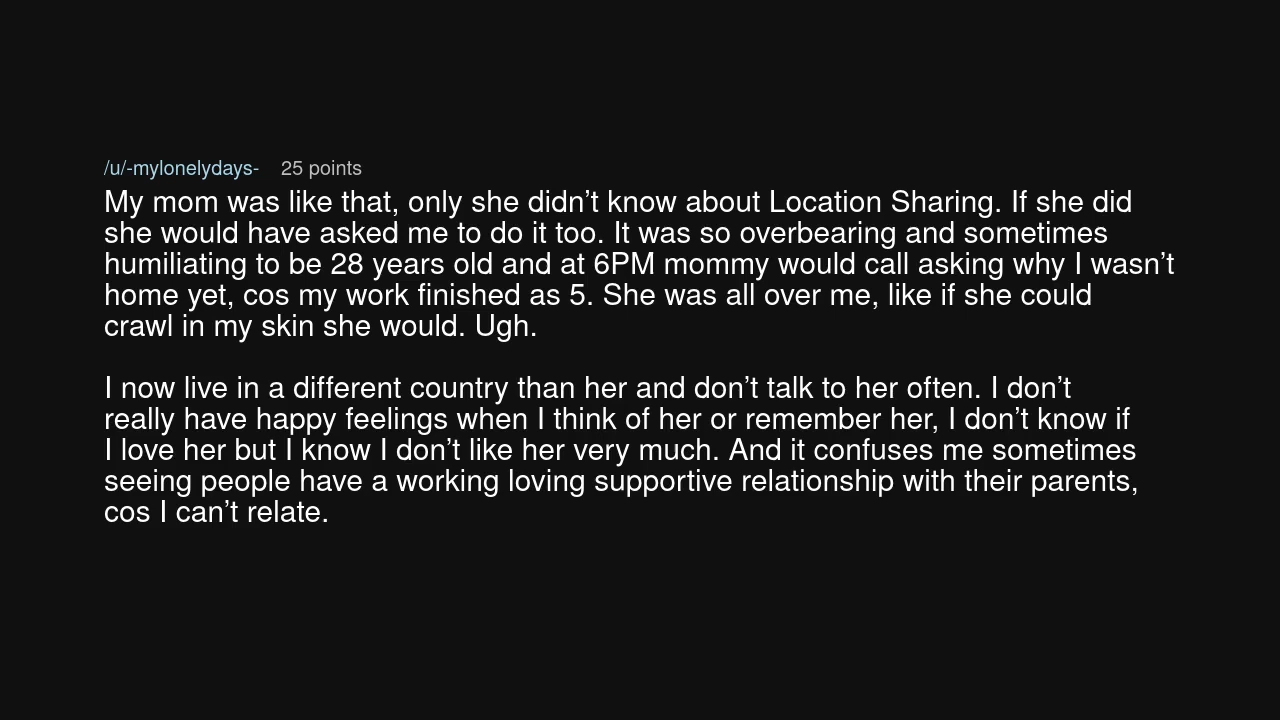 /u/-mylonelydays- 25 points
My mom was like that, only she didn’t know about Location Sharing. If she did
she would have asked me to do it too. It was so overbearing and sometimes
humiliating to be 28 years old and at 6PM mommy would call asking why I wasn’t
home yet, cos my work finished as 5. She was all over me, like if she could
crawl in my skin she would. Ugh.
I now live in a different country than her and don’t talk to her often. I don’t
really have happy feelings when I think of her or remember her, I don’t know if
I love her but I know I don’t like her very much. And it confuses me sometimes
seeing people have a working loving supportive relationship with their parents,
cos I can’t relate.